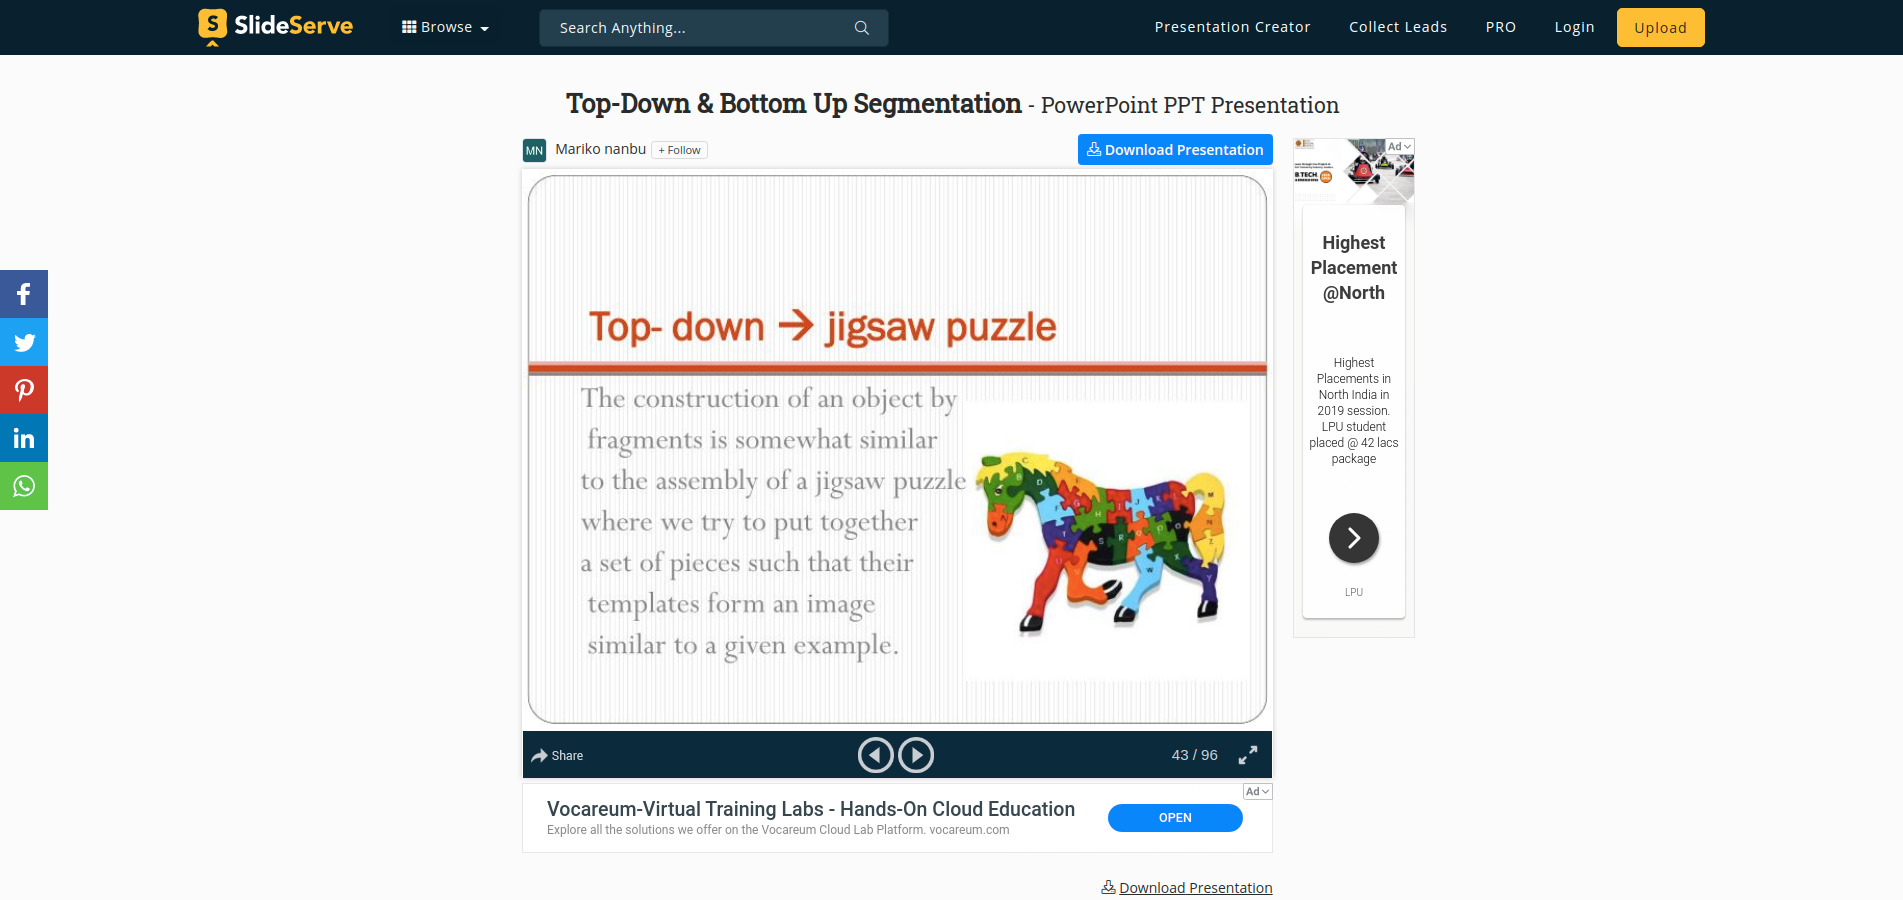 SlideServe
Browse
Search Anything...
Presentation Creator
Collect Leads
PRO
Login
Upload
Top-Down & Bottom Up Segmentation - PowerPoint PPT Presentation
MN
Mariko nanbu
+ Follow
Download Presentation
Top- down → jigsaw puzzle
The construction of an object by
fragments is somewhat similar
to the assembly of a jigsaw puzzle
where we try to put together
a set of pieces such that their
templates form an image
similar to a given example.
Share
43 / 96
Ad
B.TECH.
Highest
Placement
@North
Highest
Placements in
North India in
2019 session.
LPU student
placed @ 42 lacs
package
LPU
Ad
Vocareum-Virtual Training Labs - Hands-On Cloud Education
Explore all the solutions we offer on the Vocareum Cloud Lab Platform. vocareum.com
OPEN
Download Presentation